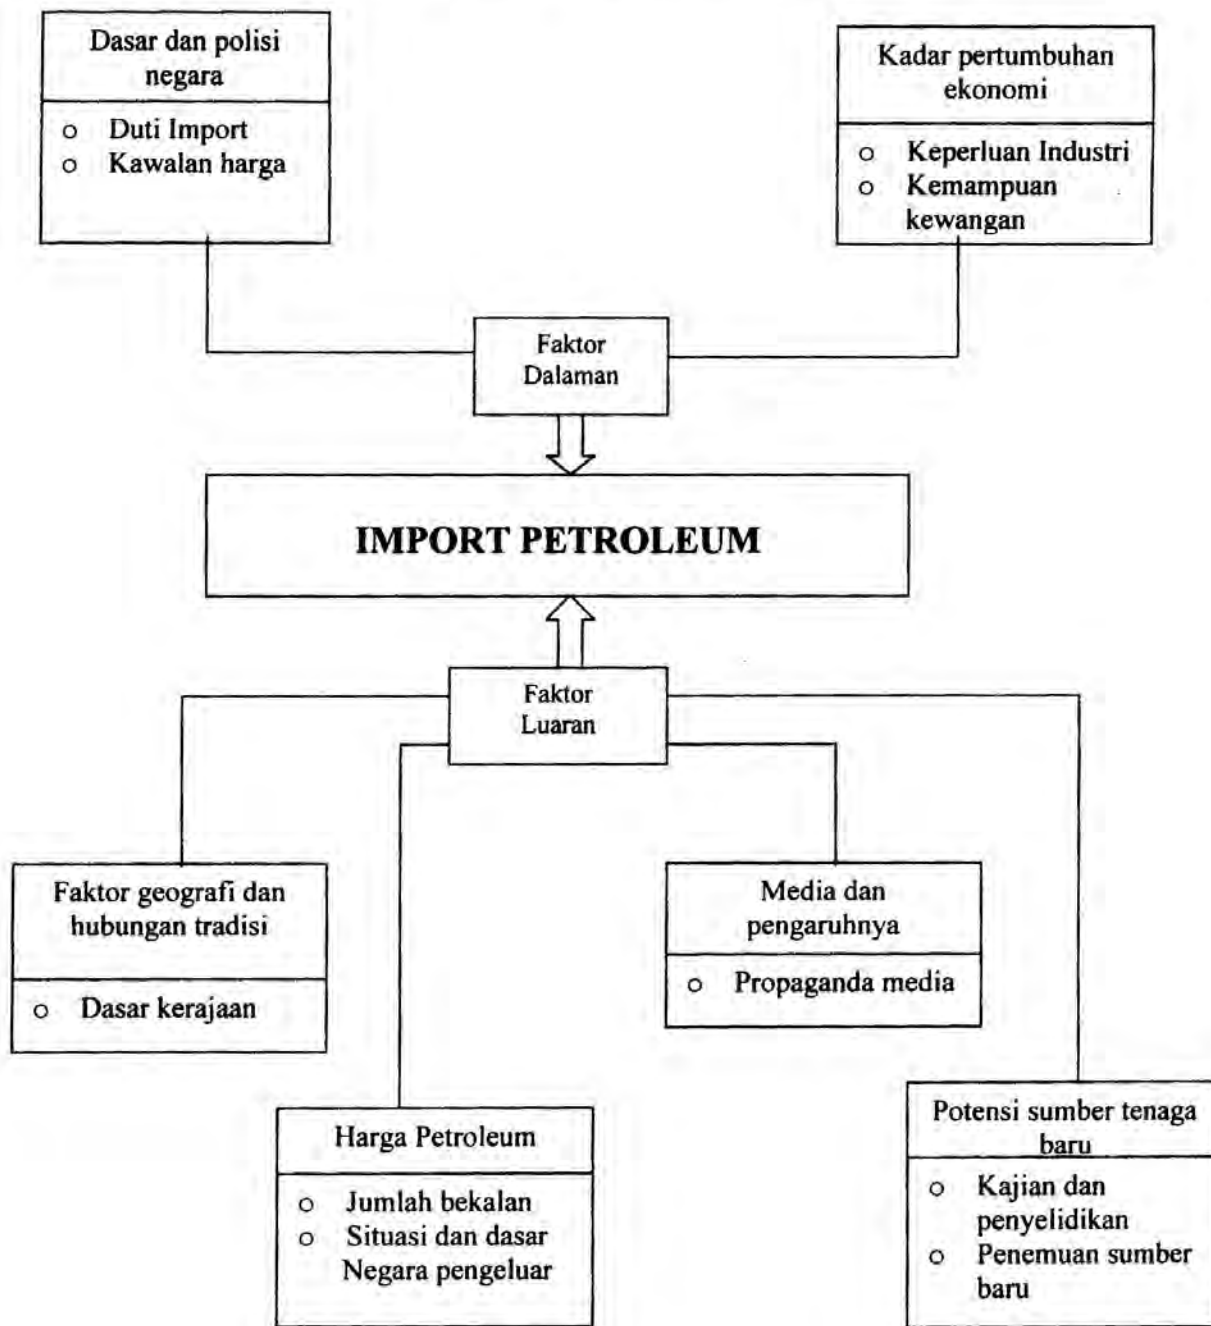 Dasar dan polisi
negara
o Duti Import
o Kawalan harga
Kadar pertumbuhan
ekonomi
o Keperluan Industri
o Kemampuan
kewangan
Faktor
Dalaman
IMPORT PETROLEUM
Faktor
Luaran
Faktor geografi dan
hubungan tradisi
o Dasar kerajaan
Media dan
pengaruhnya
o Propaganda media
Harga Petroleum
o Jumlah bekalan
o Situasi dan dasar
Negara pengeluar
Potensi sumber tenaga
baru
o Kajian dan
penyelidikan
o Penemuan sumber
baru